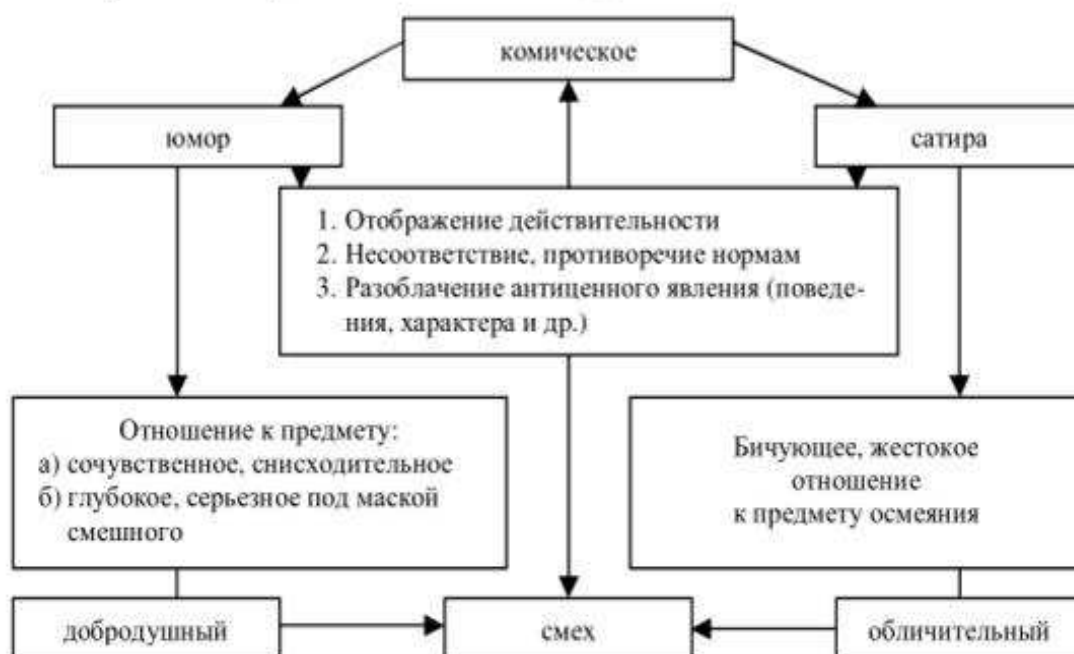 комическое
юмор
сатира
1. Отображение действительности
2. Несоответствие, противоречие нормам
3. Разоблачение антиценного явления (поведе-
ния, характера и др.)
Отношение к предмету:
а) сочувственное, снисходительное
б) глубокое, серьезное под маской
смешного
Бичующее, жестокое
отношение
к предмету осмеяния
добродушный
смех
обличительный